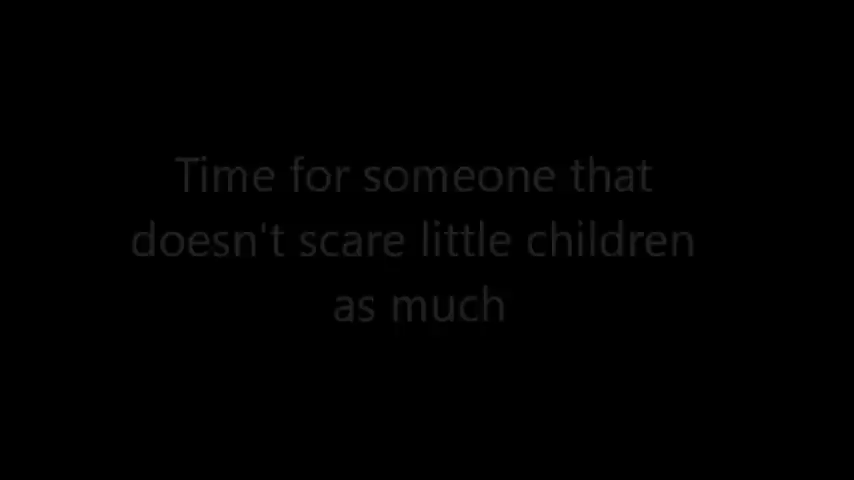 Time for someone that
doesn't scare little children
as much